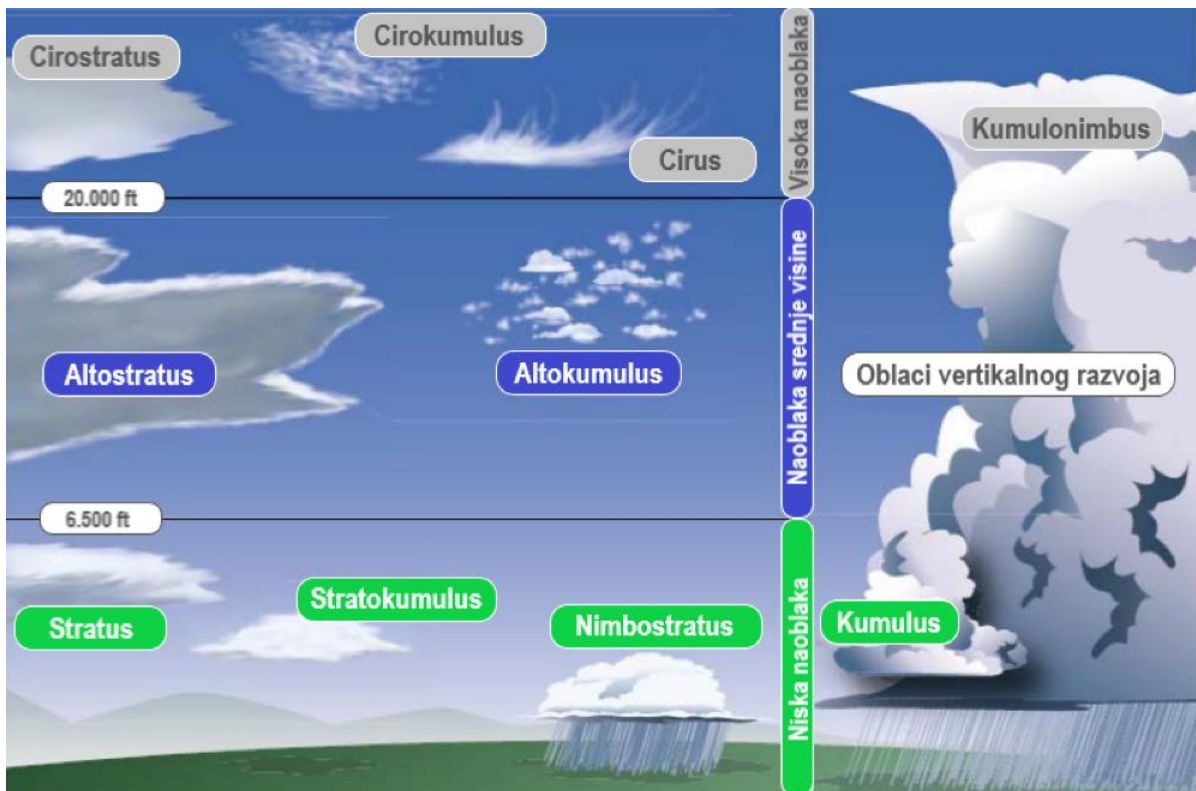 Cirostratus
Cirokumulus
Cirus
Visoka naoblaka
Kumulonimbus
20.000 ft
Altostratus
Altokumulus
Naoblaka srednje visine
Oblaci vertikalnog razvoja
6.500 ft
Stratus
Stratokumulus
Nimbostratus
Niska naoblaka
Kumulus